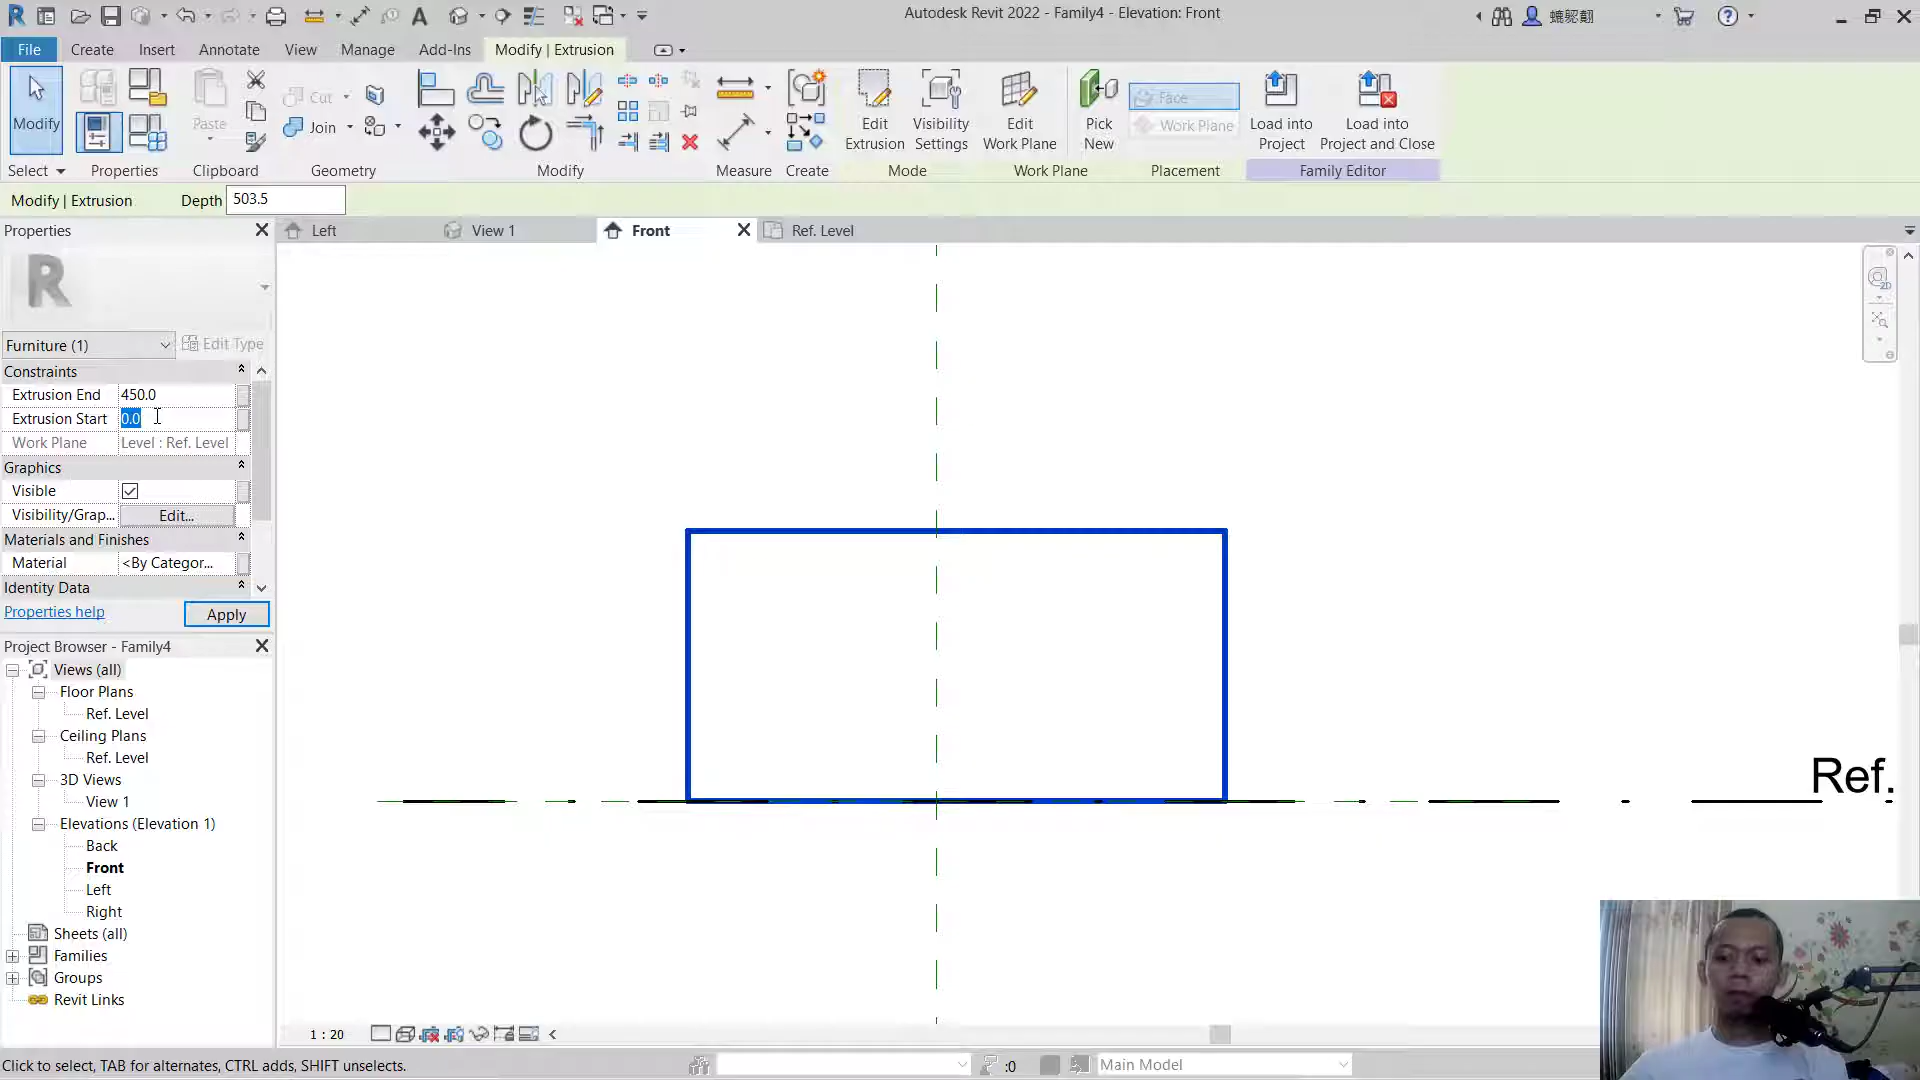 Autodesk Revit 2022 - Family4 - Elevation: Front
File Create Insert Annotate View Manage Add-Ins Modify | Extrusion
Modify
Paste
Cut
Join
Edit Extrusion
Visibility Settings
Edit Work Plane
Pick New
Face
Work Plane
Load into Project
Load into Project and Close
Select Properties Clipboard Geometry Modify Measure Create Mode Work Plane Placement Family Editor
Modify | Extrusion Depth 503.5
Properties
Left View 1 Front Ref. Level
R
Furniture (1) Edit Type
Constraints
Extrusion End 450.0
Extrusion Start 0.0
Work Plane Level : Ref. Level
Graphics
Visible
Visibility/Grap... Edit...
Materials and Finishes
Material <By Categor...
Identity Data
Properties help Apply
Project Browser - Family4
Views (all)
Floor Plans
Ref. Level
Ceiling Plans
Ref. Level
3D Views
View 1
Elevations (Elevation 1)
Back
Front
Left
Right
Sheets (all)
Families
Groups
Revit Links
Ref.
1 : 20
Click to select, TAB for alternates, CTRL adds, SHIFT unselects.
:0
Main Model